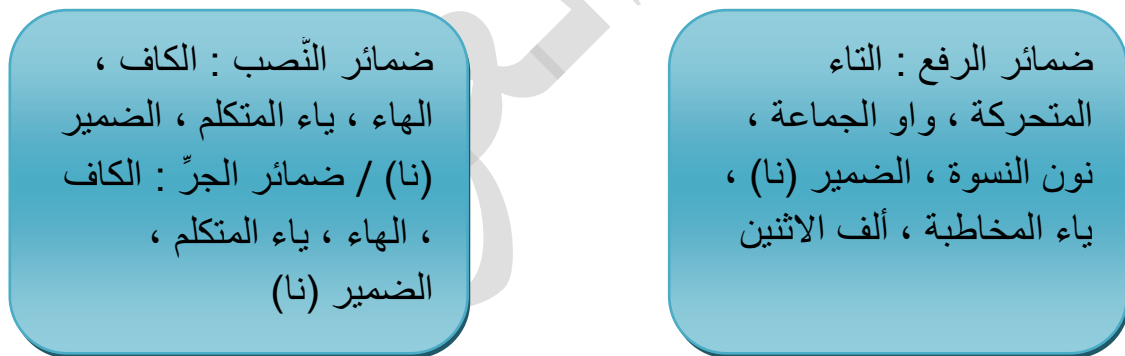 ضمائر الرفع : التاء
المتحركة ، واو الجماعة ،
نون النسوة ، الضمير (نا) ،
ياء المخاطبة ، ألف الاثنين
ضمائر النّصب : الكاف ،
الهاء ، ياء المتكلم ، الضمير
(نا) / ضمائر الجرِّ : الكاف
، الهاء ، ياء المتكلم ،
الضمير (نا)